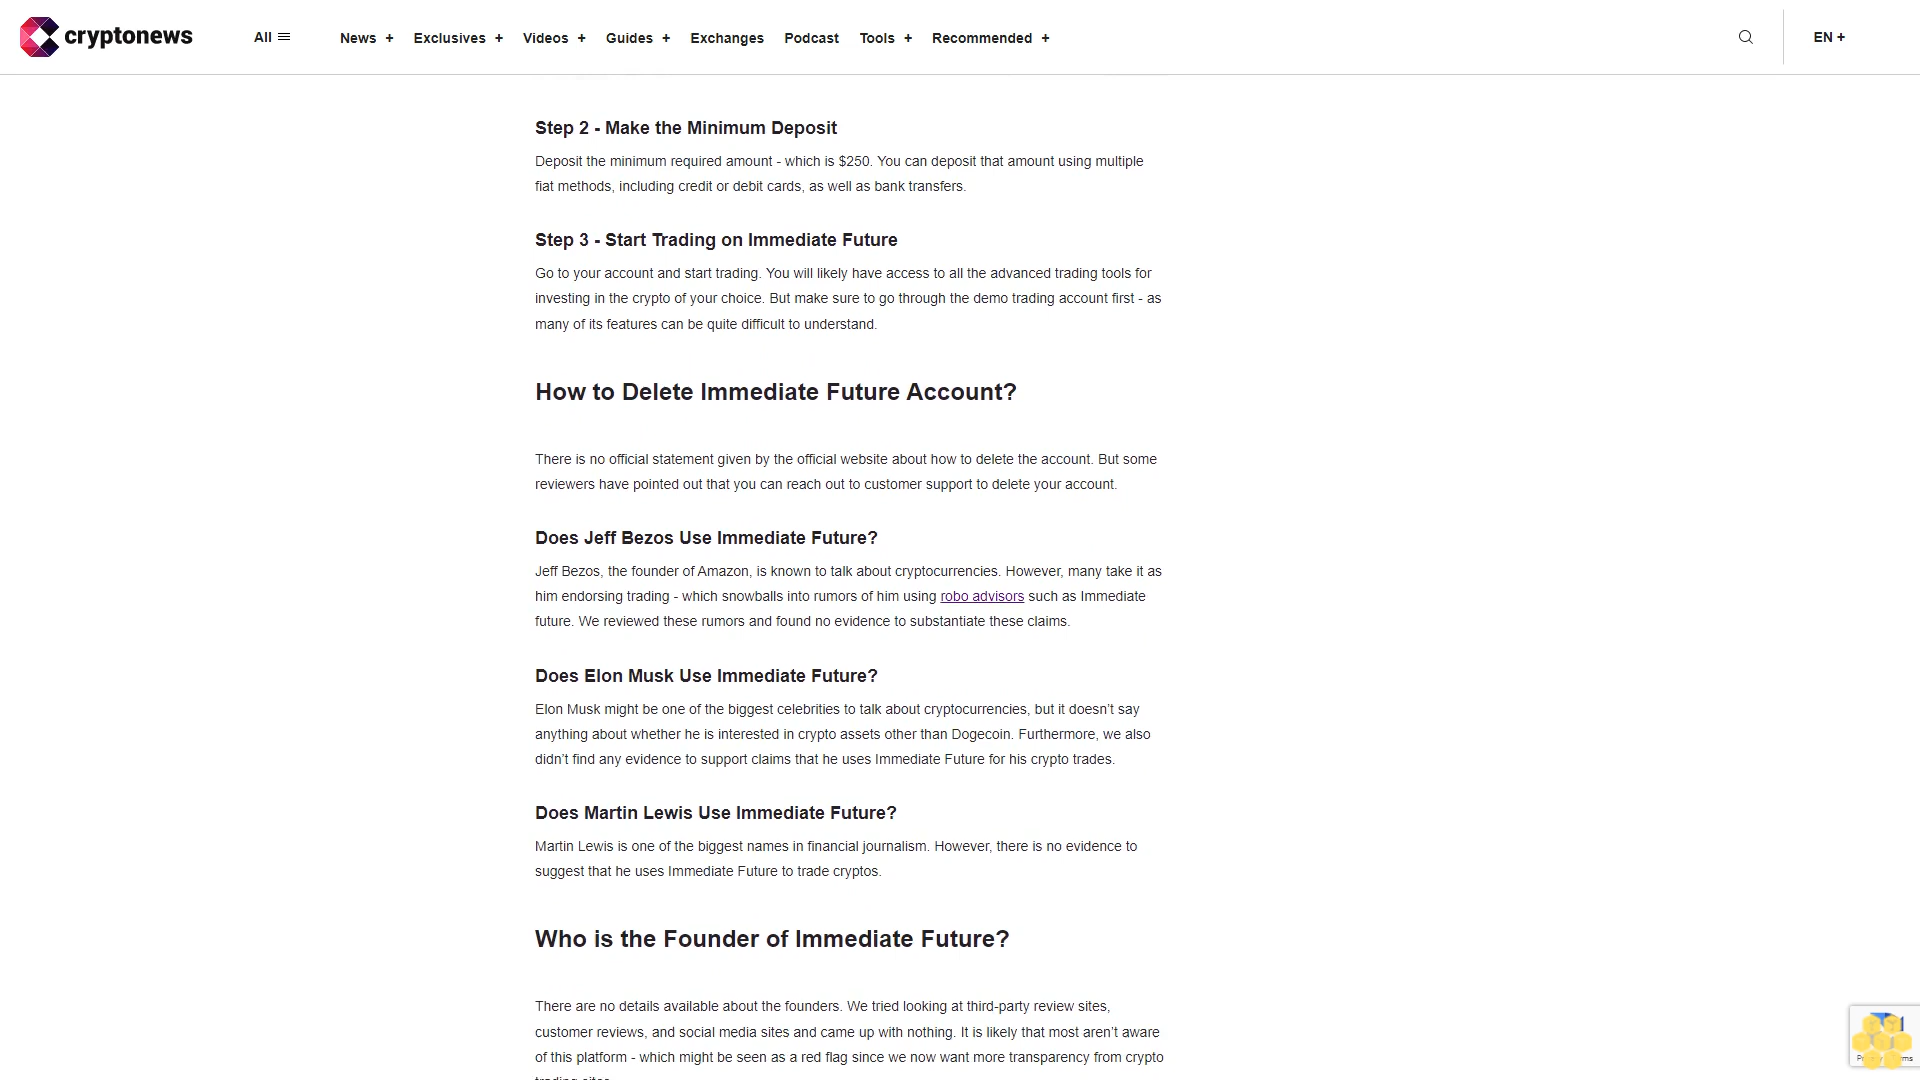 cryptonews
All
News +
Exclusives +
Videos +
Guides +
Exchanges
Podcast
Tools +
Recommended +
EN +
Step 2 - Make the Minimum Deposit
Deposit the minimum required amount - which is $250. You can deposit that amount using multiple
fiat methods, including credit or debit cards, as well as bank transfers.
Step 3 - Start Trading on Immediate Future
Go to your account and start trading. You will likely have access to all the advanced trading tools for
investing in the crypto of your choice. But make sure to go through the demo trading account first - as
many of its features can be quite difficult to understand.
How to Delete Immediate Future Account?
There is no official statement given by the official website about how to delete the account. But some
reviewers have pointed out that you can reach out to customer support to delete your account.
Does Jeff Bezos Use Immediate Future?
Jeff Bezos, the founder of Amazon, is known to talk about cryptocurrencies. However, many take it as
him endorsing trading - which snowballs into rumors of him using robo advisors such as Immediate
future. We reviewed these rumors and found no evidence to substantiate these claims.
Does Elon Musk Use Immediate Future?
Elon Musk might be one of the biggest celebrities to talk about cryptocurrencies, but it doesn’t say
anything about whether he is interested in crypto assets other than Dogecoin. Furthermore, we also
didn’t find any evidence to support claims that he uses Immediate Future for his crypto trades.
Does Martin Lewis Use Immediate Future?
Martin Lewis is one of the biggest names in financial journalism. However, there is no evidence to
suggest that he uses Immediate Future to trade cryptos.
Who is the Founder of Immediate Future?
There are no details available about the founders. We tried looking at third-party review sites,
customer reviews, and social media sites and came up with nothing. It is likely that most aren’t aware
of this platform - which might be seen as a red flag since we now want more transparency from crypto